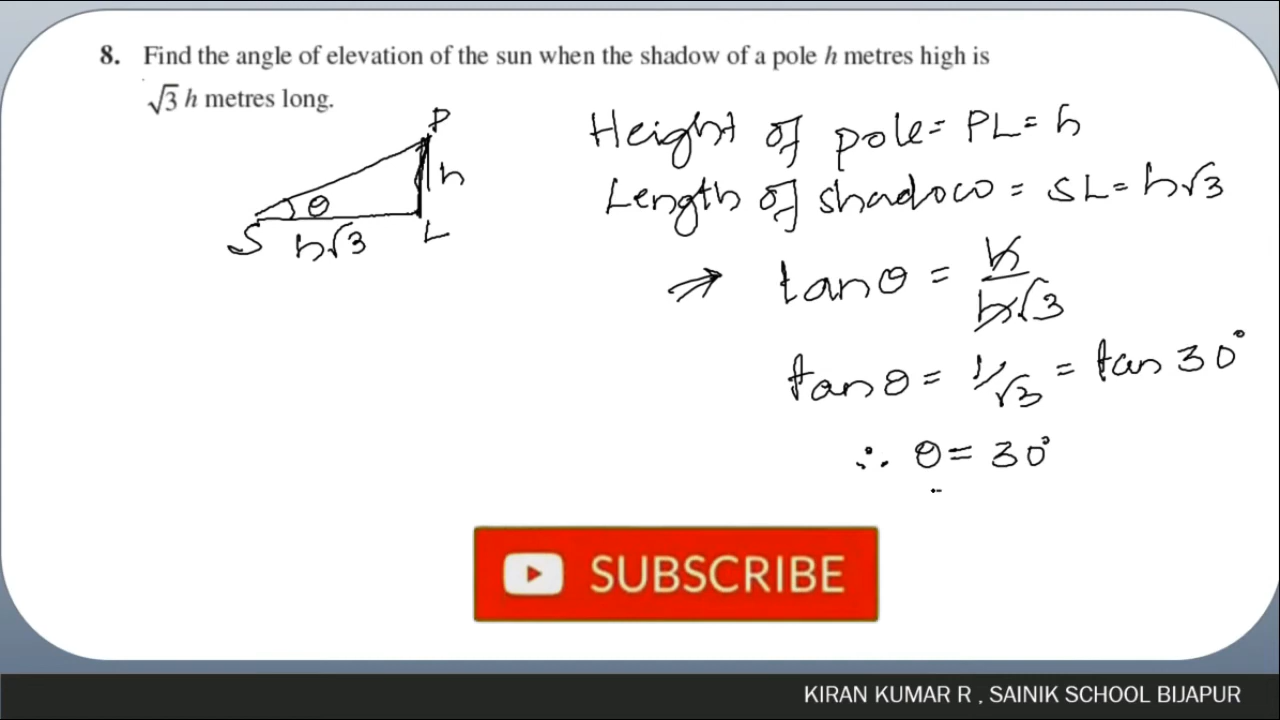 8. Find the angle of elevation of the sun when the shadow of a pole h metres high is
√3 h metres long.
P
h
θ
S h√3 L
Height of pole = PL = h
Length of shadow = SL = h√3
⇒ tanθ = h/h√3
tanθ = 1/√3 = tan 30°
∴ θ = 30°
SUBSCRIBE
KIRAN KUMAR R , SAINIK SCHOOL BIJAPUR